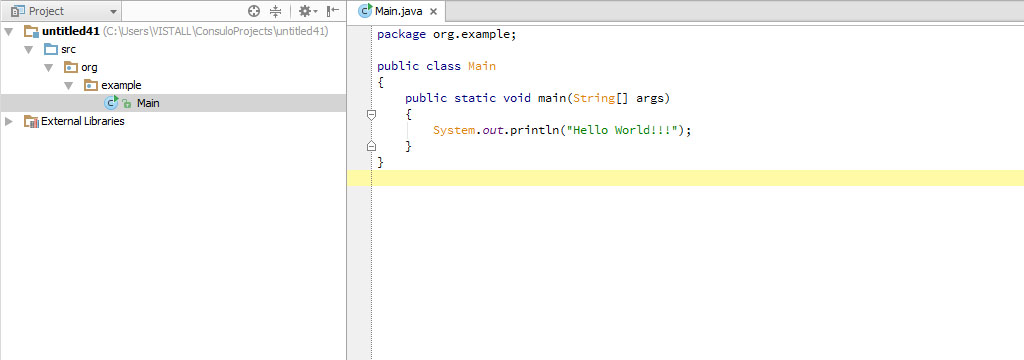 Project
untitled41 (C:\Users\VISTALL\ConsuloProjects\untitled41)
src
org
example
Main
External Libraries
Main.java
package org.example;
public class Main
{
public static void main(String[] args)
{
System.out.println("Hello World!!!");
}
}